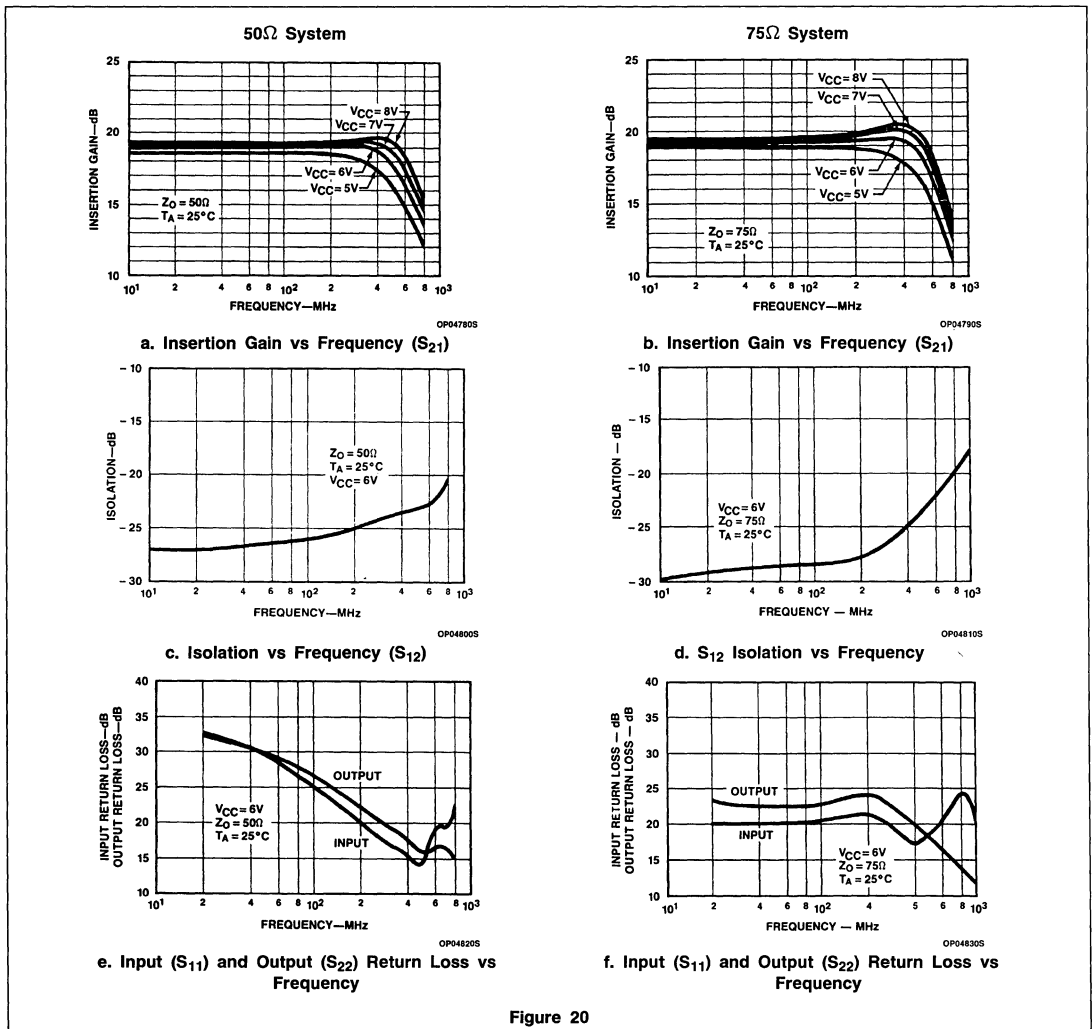 50Ω System
25
20
15
10
INSERTION GAIN—dB
VCC = 8V
VCC = 7V
VCC = 6V
VCC = 5V
ZO = 50Ω
TA = 25°C
10¹ 2 4 6 8 10² 2 4 6 8 10³
FREQUENCY—MHz
OP04780S
a. Insertion Gain vs Frequency (S21)
75Ω System
25
20
15
10
INSERTION GAIN—dB
VCC = 8V
VCC = 7V
VCC = 6V
VCC = 5V
ZO = 75Ω
TA = 25°C
10¹ 2 4 6 8 10² 2 4 6 8 10³
FREQUENCY—MHz
OP04790S
b. Insertion Gain vs Frequency (S21)
-10
-15
-20
-25
-30
ISOLATION—dB
ZO = 50Ω
TA = 25°C
VCC = 6V
10¹ 2 4 6 8 10² 2 4 6 8 10³
FREQUENCY—MHz
OP04800S
c. Isolation vs Frequency (S12)
-10
-15
-20
-25
-30
ISOLATION — dB
VCC = 6V
ZO = 75Ω
TA = 25°C
10¹ 2 4 6 8 10² 2 4 6 8 10³
FREQUENCY — MHz
OP04810S
d. S12 Isolation vs Frequency
40
35
30
25
20
15
10
INPUT RETURN LOSS—dB
OUTPUT RETURN LOSS—dB
OUTPUT
INPUT
VCC = 6V
ZO = 50Ω
TA = 25°C
10¹ 2 4 6 8 10² 2 4 6 8 10³
FREQUENCY—MHz
OP04820S
e. Input (S11) and Output (S22) Return Loss vs
Frequency
40
35
30
25
20
15
10
INPUT RETURN LOSS — dB
OUTPUT RETURN LOSS — dB
OUTPUT
INPUT
VCC = 6V
ZO = 75Ω
TA = 25°C
10¹ 2 4 6 8 10² 2 4 5 6 8 10³
FREQUENCY — MHz
OP04830S
f. Input (S11) and Output (S22) Return Loss vs
Frequency
Figure 20